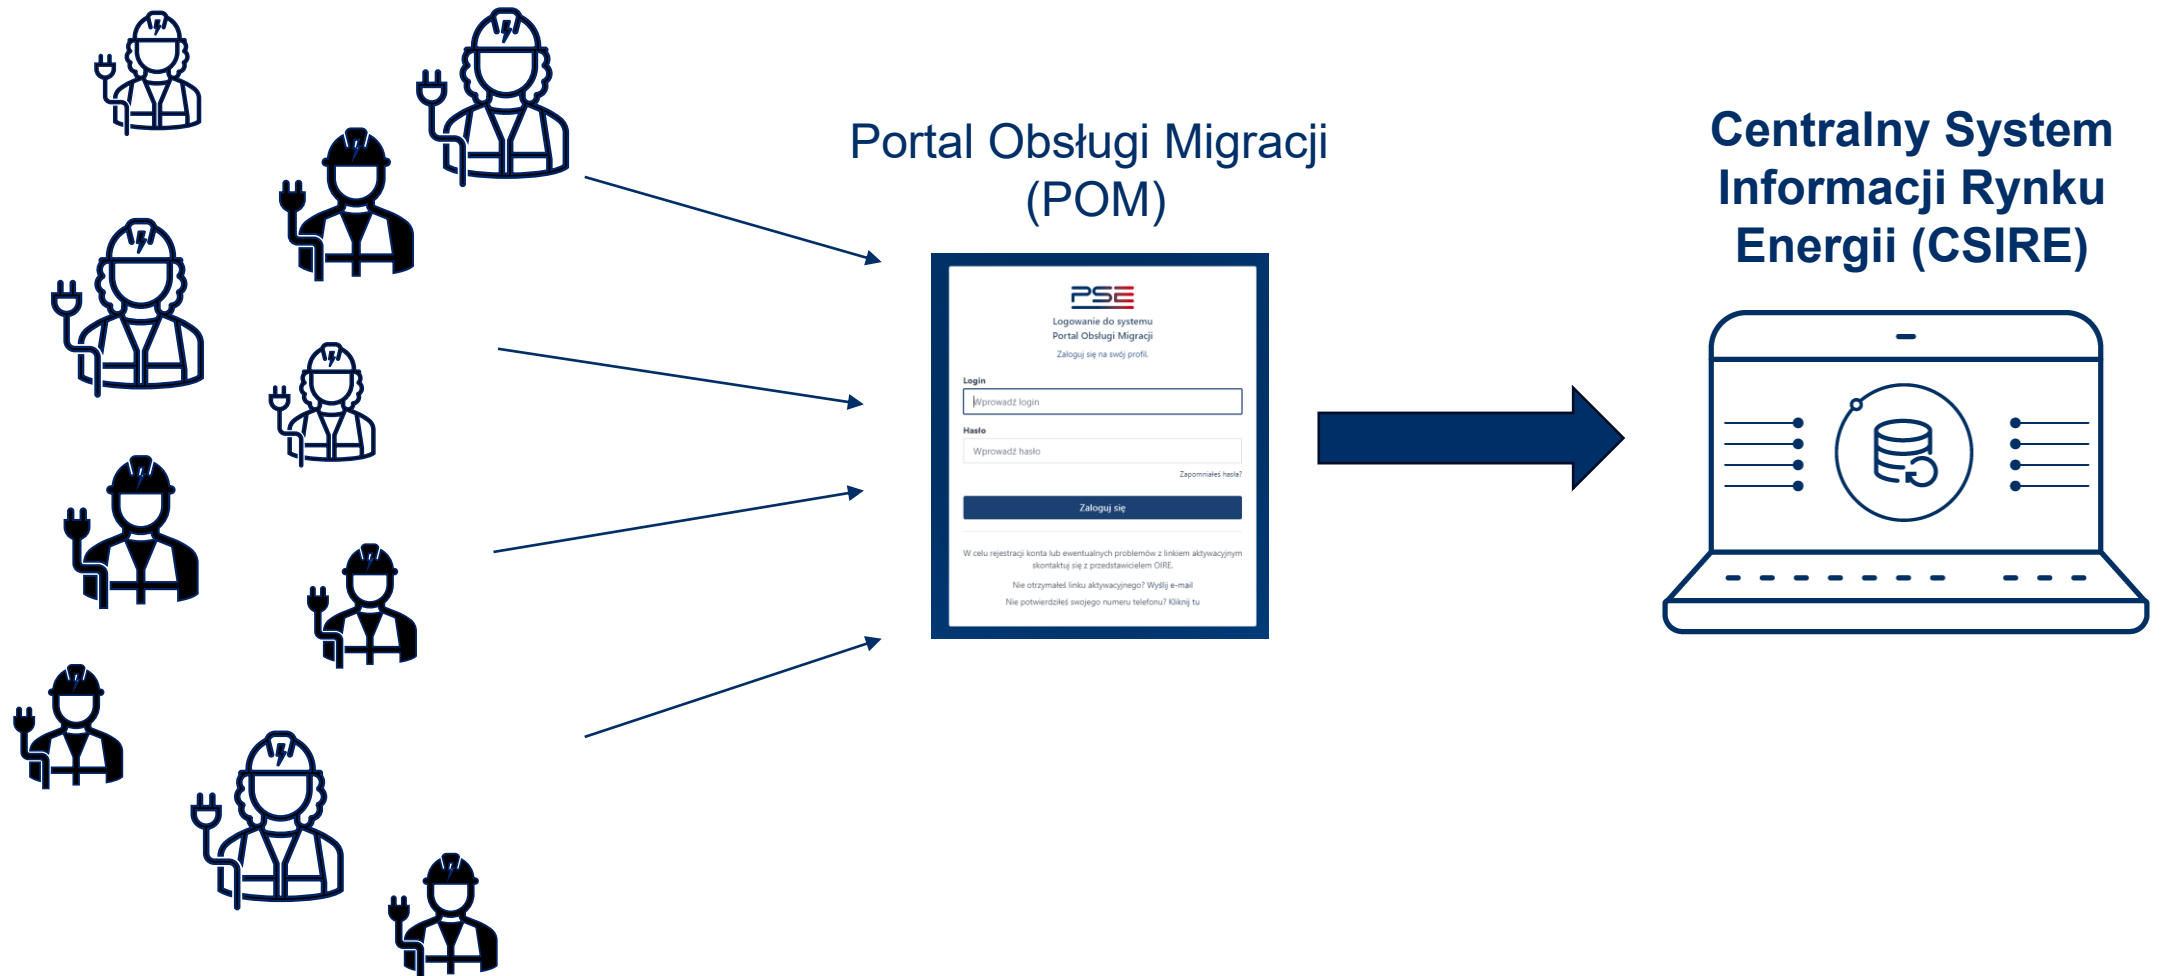 Portal Obsługi Migracji
(POM)
PSE
Logowanie do systemu
Portal Obsługi Migracji
Zaloguj się na swój profil.
Login
Wprowadź login
Hasło
Wprowadź hasło
Zapomniałeś hasła?
Zaloguj się
W celu rejestracji konta lub ewentualnych problemów z linkiem aktywacyjnym
skontaktuj się z przedstawicielem OIRE.
Nie otrzymałeś linku aktywacyjnego? Wyślij e-mail
Nie potwierdziłeś swojego numeru telefonu? Kliknij tu
Centralny System
Informacji Rynku
Energii (CSIRE)